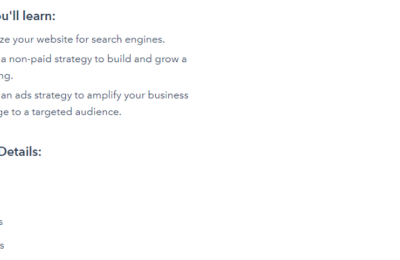 u'll learn:
ze your website for search engines.
a non-paid strategy to build and grow a
ng.
an ads strategy to amplify your business
ge to a targeted audience.
Details:
s
s